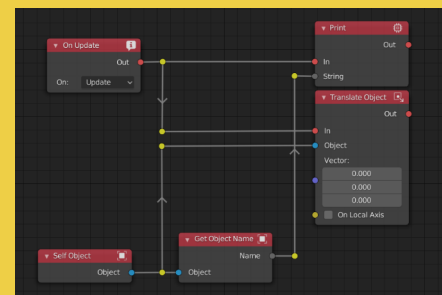 On Update
Out
On: Update
Print
Out
In
String
Translate Object
Out
In
Object
Vector:
0.000
0.000
0.000
On Local Axis
Self Object
Object
Get Object Name
Name
Object